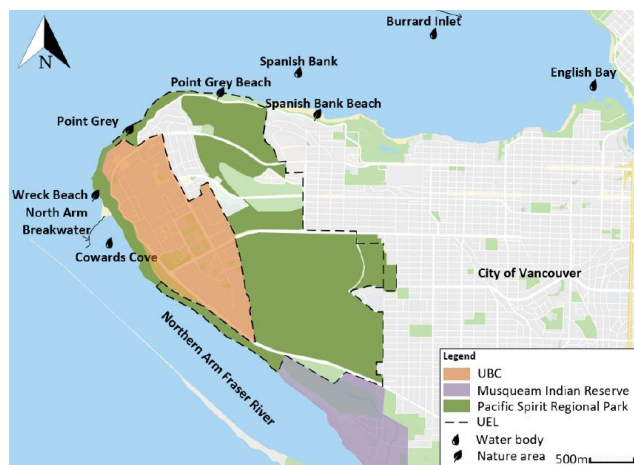 Burrard Inlet
Spanish Bank
English Bay
Point Grey Beach
Spanish Bank Beach
Point Grey
N
Wreck Beach
North Arm
Breakwater
Cowards Cove
City of Vancouver
Northern Arm Fraser River
Legend
UBC
Musqueam Indian Reserve
Pacific Spirit Regional Park
UEL
Water body
Nature area
500m